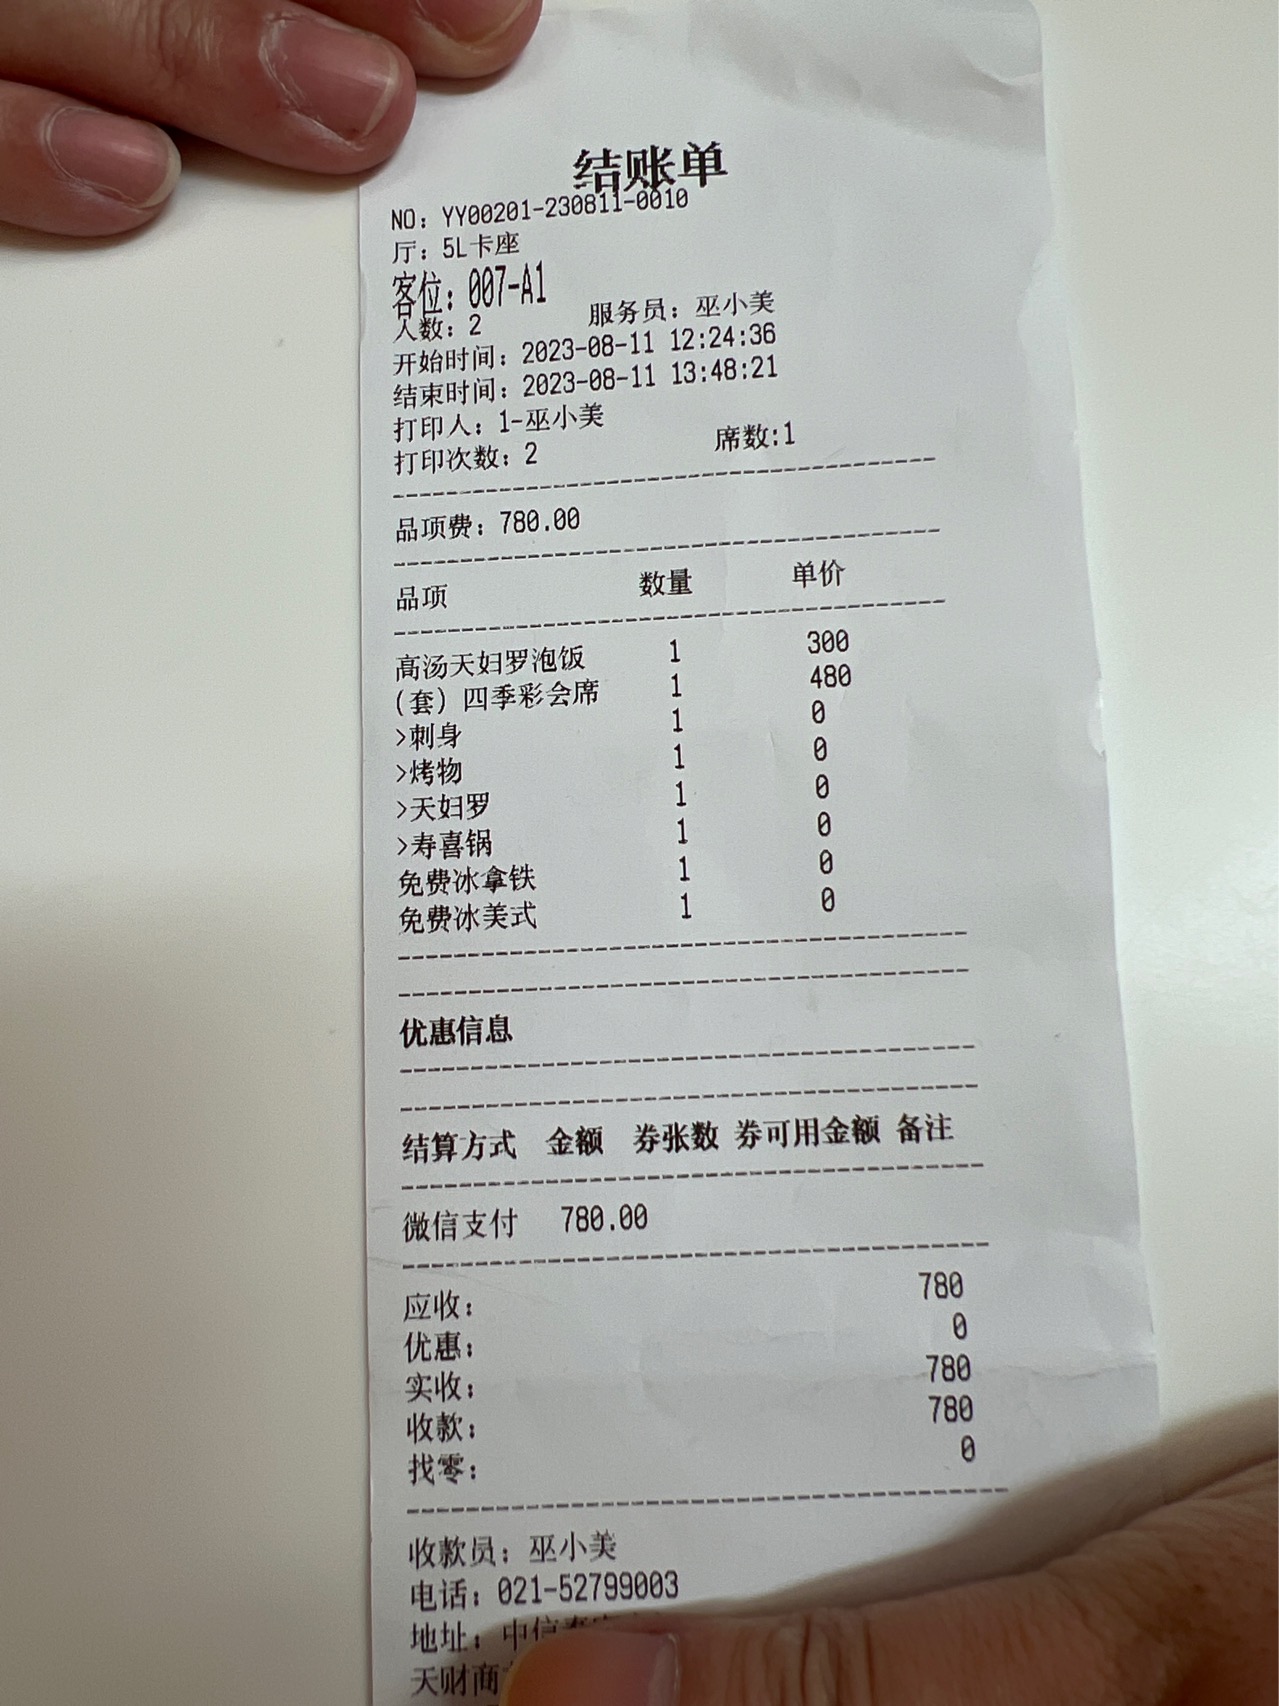 结账单
NO: YY00201-230811-0010
厅: 5L卡座
客位: 007-A1
人数: 2 服务员: 巫小美
开始时间: 2023-08-11 12:24:36
结束时间: 2023-08-11 13:48:21
打印人: 1-巫小美
打印次数: 2 席数:1
品项费: 780.00
品项 数量 单价
高汤天妇罗泡饭 1 300
(套) 四季彩会席 1 480
>刺身 1 0
>烤物 1 0
>天妇罗 1 0
>寿喜锅 1 0
免费冰拿铁 1 0
免费冰美式 1 0
优惠信息
结算方式 金额 券张数 券可用金额 备注
微信支付 780.00
应收: 780
优惠: 0
实收: 780
收款: 780
找零: 0
收款员: 巫小美
电话: 021-52799003
地址: 中信
天财商